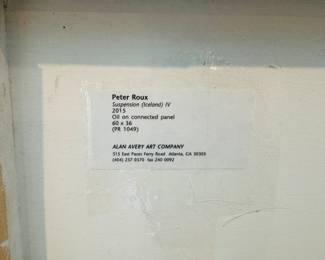 Peter Roux
Suspension (Iceland) IV
2015
Oil on connected panel
60 x 36
(PR 1049)
ALAN AVERY ART COMPANY
315 East Paces Ferry Road Atlanta, GA 30305
(404) 237 0370 fax 240 0092